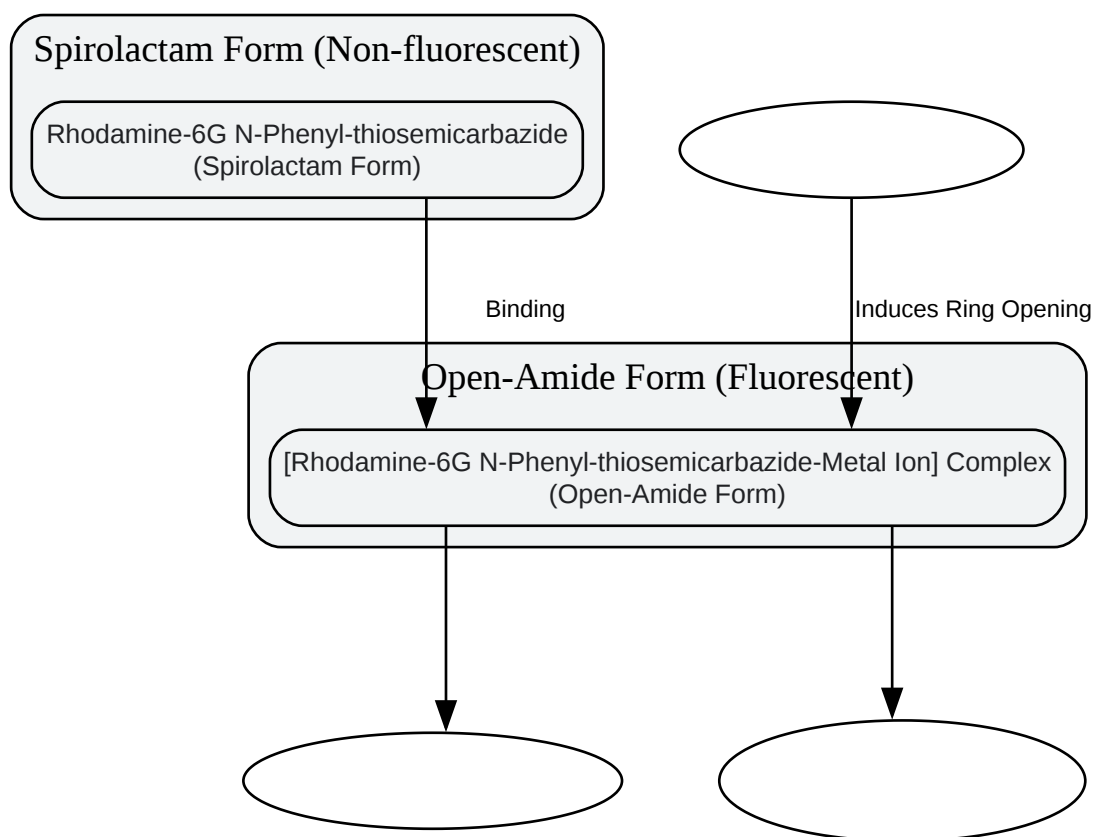 Spirolactam Form (Non-fluorescent)
Rhodamine-6G N-Phenyl-thiosemicarbazide
(Spirolactam Form)
Binding
Induces Ring Opening
Open-Amide Form (Fluorescent)
[Rhodamine-6G N-Phenyl-thiosemicarbazide-Metal Ion] Complex
(Open-Amide Form)